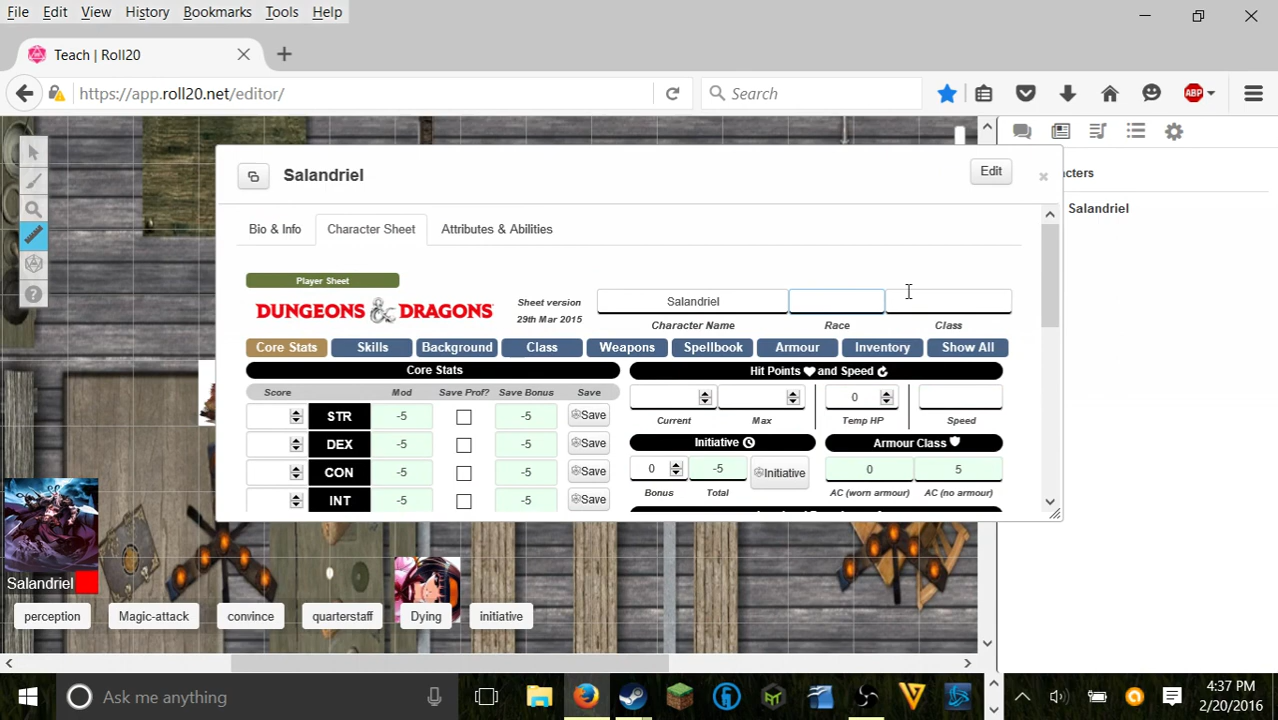 File Edit View History Bookmarks Tools Help
Teach | Roll20
https://app.roll20.net/editor/
Search
ABP
Salandriel
Edit
cters
Salandriel
Bio & Info Character Sheet Attributes & Abilities
Player Sheet
DUNGEONS & DRAGONS
Sheet version
29th Mar 2015
Salandriel
Character Name Race Class
Core Stats Skills Background Class Weapons Spellbook Armour Inventory Show All
Core Stats
Hit Points and Speed
Score Mod Save Prof? Save Bonus Save
STR -5 -5 Save
DEX -5 -5 Save
CON -5 -5 Save
INT -5 -5 Save
0
Current Max Temp HP Speed
Initiative Armour Class
0 -5 Initiative 0 5
Bonus Total AC (worn armour) AC (no armour)
Salandriel
perception Magic-attack convince quarterstaff Dying initiative
Ask me anything
4:37 PM
2/20/2016